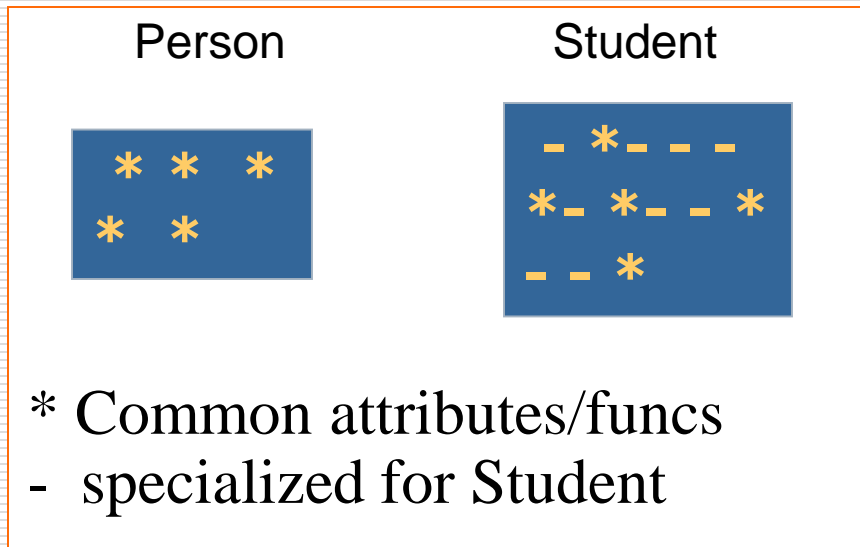 Person Student
* * *
* *
- * - - -
* - * - - *
- - *
* Common attributes/funcs
- specialized for Student